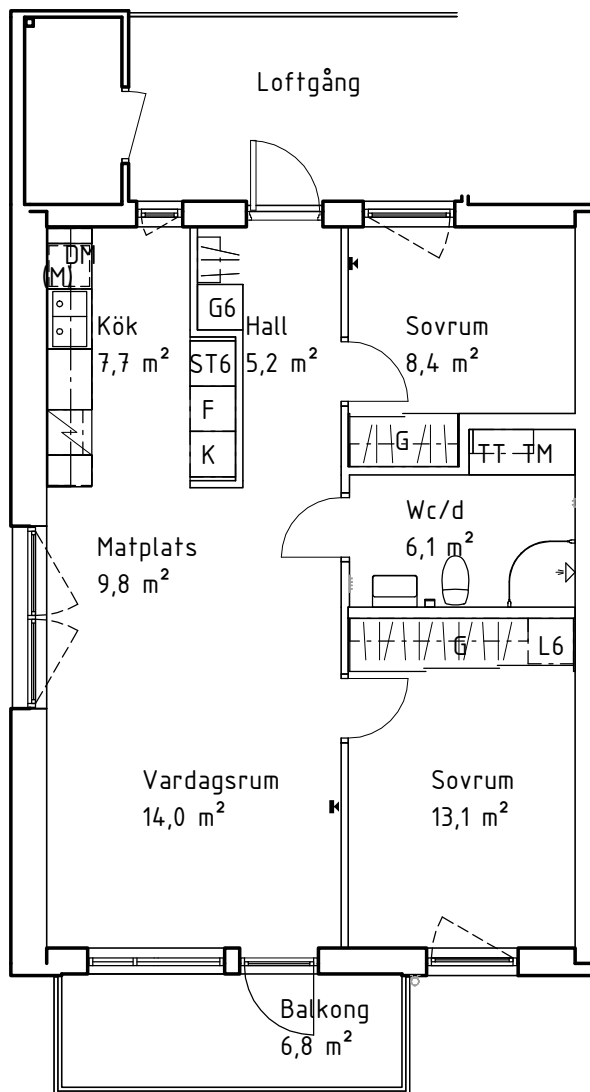 Loftgång
DM
(M)
G6
Kök
7,7 m²
Hall
5,2 m²
Sovrum
8,4 m²
ST6
F
K
G
TT TM
Wc/d
6,1 m²
Matplats
9,8 m²
G
L6
Vardagsrum
14,0 m²
Sovrum
13,1 m²
Balkong
6,8 m²